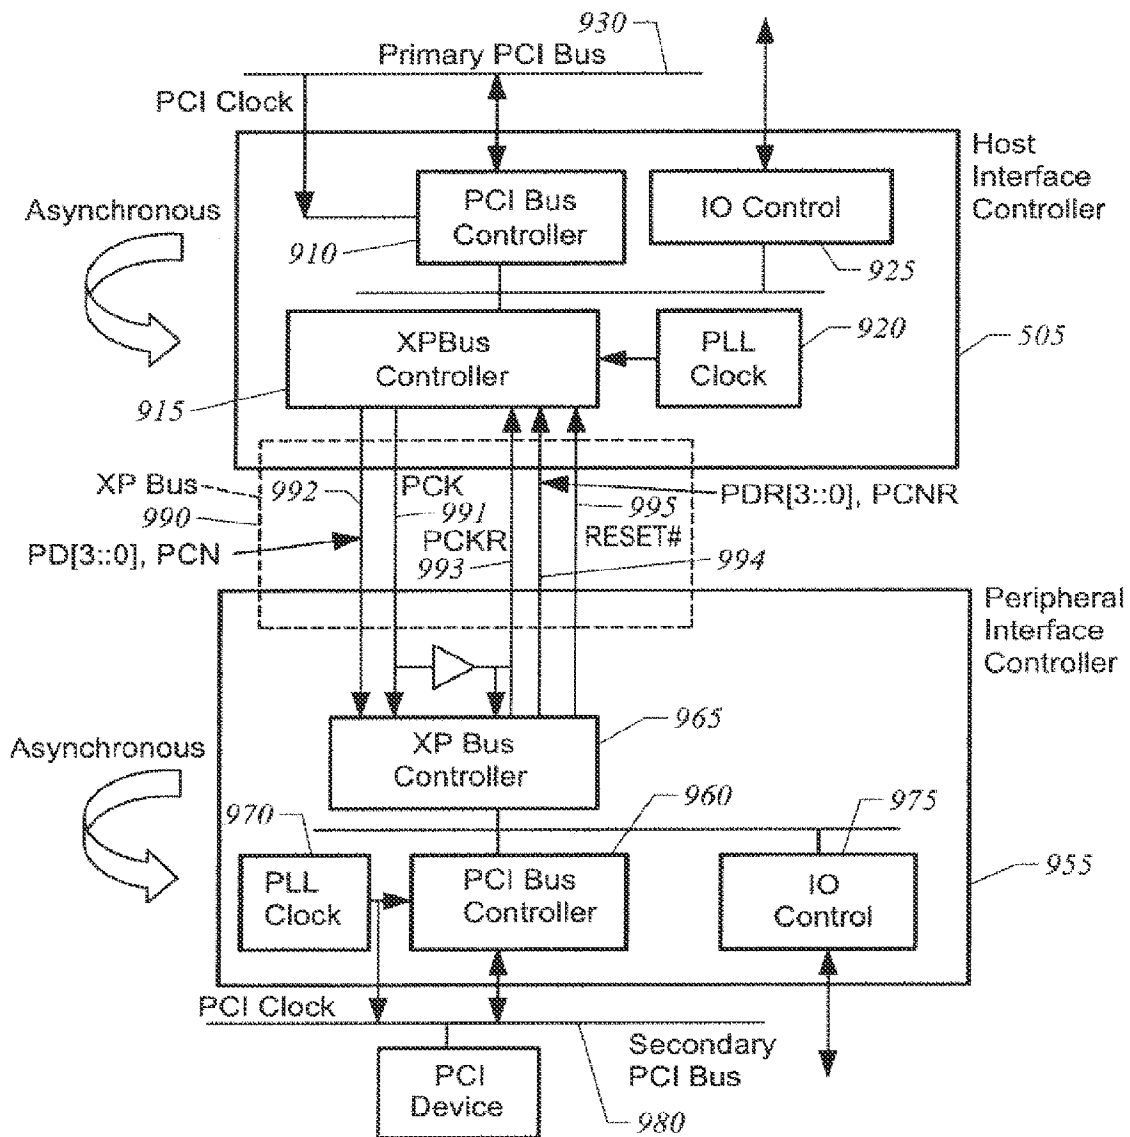 930
Primary PCI Bus
PCI Clock
Host
Interface
Controller
Asynchronous
PCI Bus
Controller
910
IO Control
925
XPBus
Controller
915
PLL
Clock
920
505
XP Bus
990
992
PCK
991
PCKR
993
PDR[3::0], PCNR
995
RESET#
994
PD[3::0], PCN
Peripheral
Interface
Controller
Asynchronous
XP Bus
Controller
965
970
960
975
PLL
Clock
PCI Bus
Controller
IO
Control
955
PCI Clock
Secondary
PCI Bus
PCI
Device
980